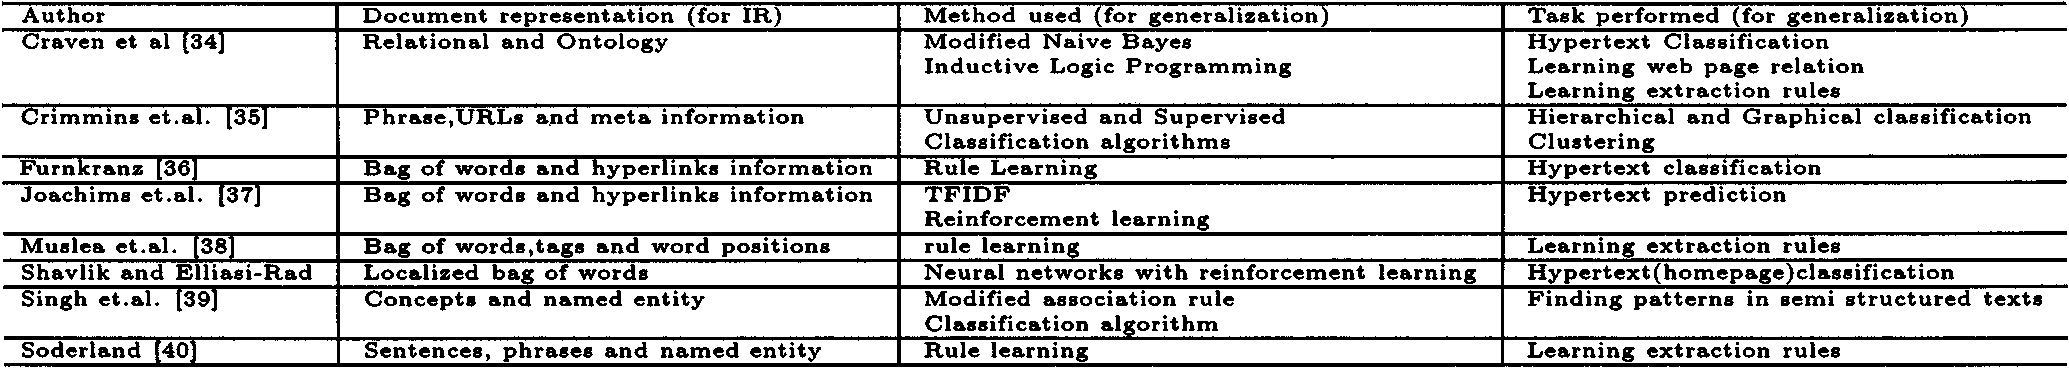 Author Document representation (for IR) Method used (for generalization) Task performed (for generalization)
Craven et al [34] Relational and Ontology Modified Naive Bayes Hypertext Classification
Inductive Logic Programming Learning web page relation
Learning extraction rules
Crimmins et.al. [35] Phrase,URLs and meta information Unsupervised and Supervised Hierarchical and Graphical classification
Classification algorithms Clustering
Furnkranz [36] Bag of words and hyperlinks information Rule Learning Hypertext classification
Joachims et.al. [37] Bag of words and hyperlinks information TFIDF Hypertext prediction
Reinforcement learning
Muslea et.al. [38] Bag of words,tags and word positions rule learning Learning extraction rules
Shavlik and Elliasi-Rad Localized bag of words Neural networks with reinforcement learning Hypertext(homepage)classification
Singh et.al. [39] Concepts and named entity Modified association rule Finding patterns in semi structured texts
Classification algorithm
Soderland [40] Sentences, phrases and named entity Rule learning Learning extraction rules